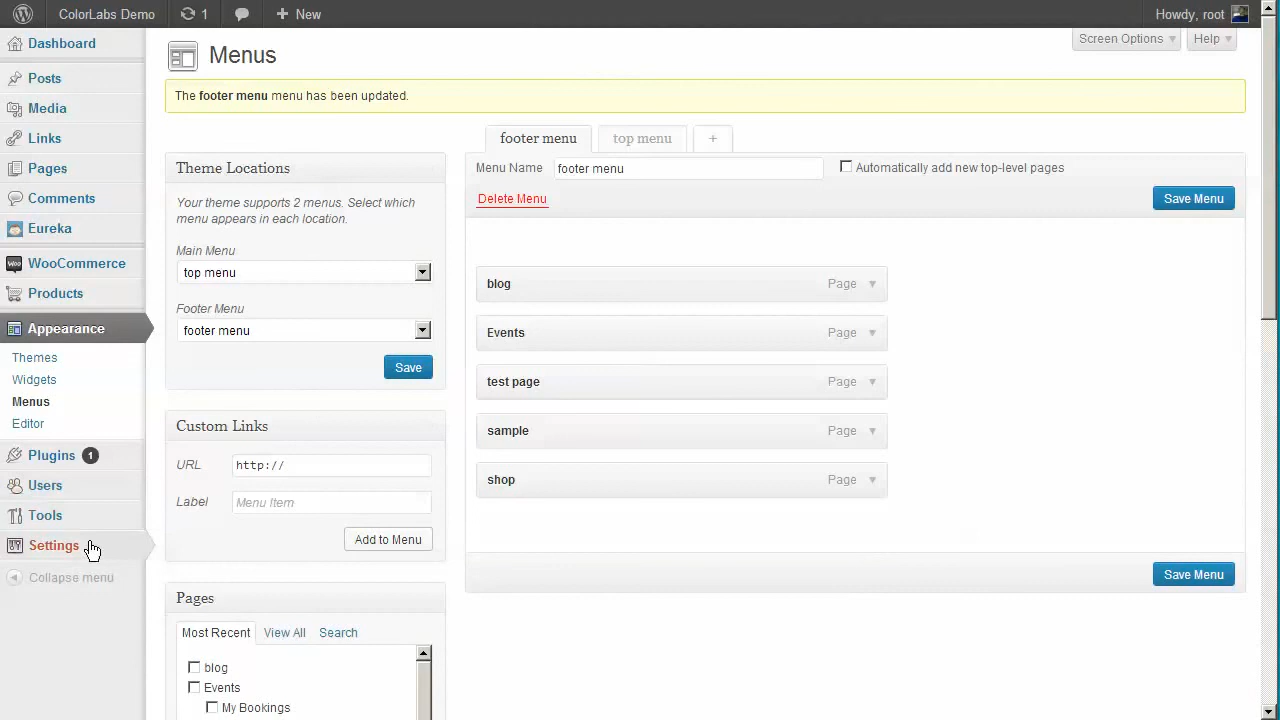 ColorLabs Demo 1 New Howdy, root
Dashboard
Posts
Media
Links
Pages
Comments
Eureka
WooCommerce
Products
Appearance
Themes
Widgets
Menus
Editor
Plugins 1
Users
Tools
Settings
Collapse menu
Screen Options Help
Menus
The footer menu menu has been updated.
Theme Locations
Your theme supports 2 menus. Select which
menu appears in each location.
Main Menu
top menu
Footer Menu
footer menu
Save
Custom Links
URL http://
Label Menu Item
Add to Menu
Pages
Most Recent View All Search
blog
Events
My Bookings
footer menu top menu +
Menu Name footer menu Automatically add new top-level pages
Delete Menu Save Menu
blog Page
Events Page
test page Page
sample Page
shop Page
Save Menu